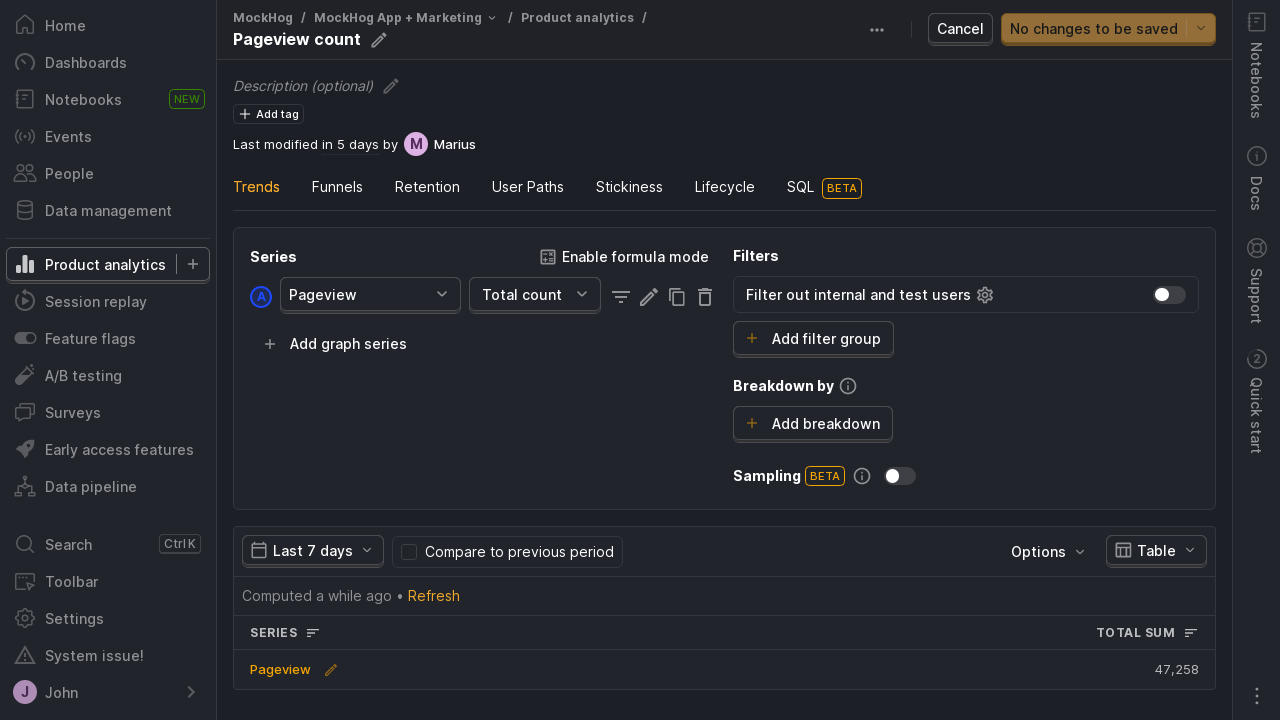 Home
Dashboards
Notebooks NEW
Events
People
Data management
Product analytics
Session replay
Feature flags
A/B testing
Surveys
Early access features
Data pipeline
Search Ctrl K
Toolbar
Settings
System issue!
J John
MockHog / MockHog App + Marketing / Product analytics /
Pageview count
Cancel No changes to be saved
Description (optional)
Add tag
Last modified in 5 days by M Marius
Trends Funnels Retention User Paths Stickiness Lifecycle SQL BETA
Series Enable formula mode
A Pageview Total count
Add graph series
Filters
Filter out internal and test users
Add filter group
Breakdown by
Add breakdown
Sampling BETA
Last 7 days Compare to previous period Options Table
Computed a while ago • Refresh
SERIES TOTAL SUM
Pageview 47,258
Notebooks
Docs
Support
2
Quick start